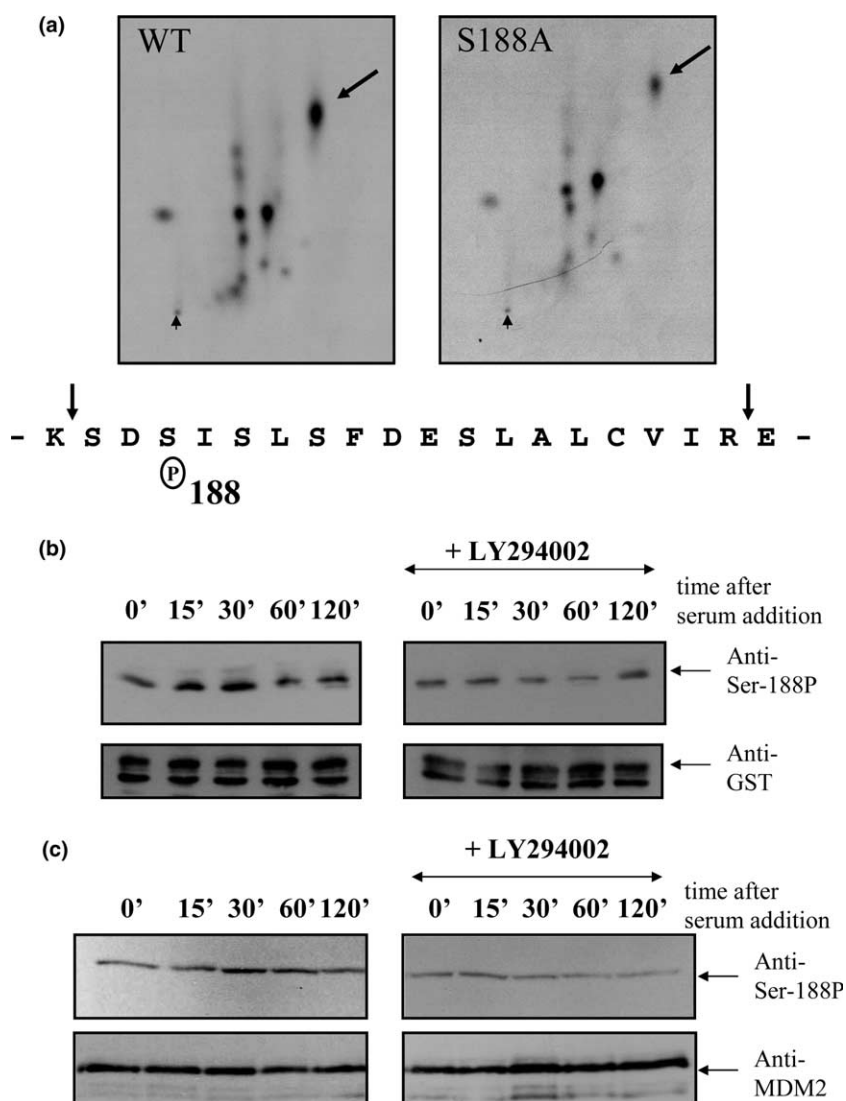 (a)
WT
S188A
- K S D S I S L S F D E S L A L C V I R E -
P 188
(b)
+ LY294002
0’ 15’ 30’ 60’ 120’ 0’ 15’ 30’ 60’ 120’ time after
serum addition
Anti-
Ser-188P
Anti-
GST
(c)
+ LY294002
0’ 15’ 30’ 60’ 120’ 0’ 15’ 30’ 60’ 120’ time after
serum addition
Anti-
Ser-188P
Anti-
MDM2